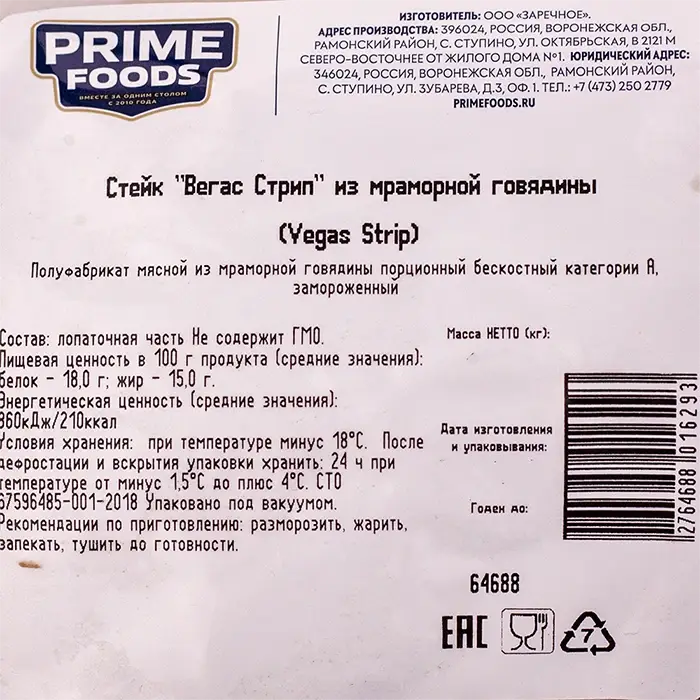 PRIME
FOODS
ВМЕСТЕ ЗА ОДНИМ СТОЛОМ
С 2010 ГОДА
ИЗГОТОВИТЕЛЬ: ООО «ЗАРЕЧНОЕ».
АДРЕС ПРОИЗВОДСТВА: 396024, РОССИЯ, ВОРОНЕЖСКАЯ ОБЛ.,
РАМОНСКИЙ РАЙОН, С. СТУПИНО, УЛ. ОКТЯБРЬСКАЯ, В 2121 М
СЕВЕРО-ВОСТОЧНЕЕ ОТ ЖИЛОГО ДОМА №1. ЮРИДИЧЕСКИЙ АДРЕС:
346024, РОССИЯ, ВОРОНЕЖСКАЯ ОБЛ., РАМОНСКИЙ РАЙОН,
С. СТУПИНО, УЛ. ЗУБАРЕВА, Д.3, ОФ.1. ТЕЛ.: +7 (473) 250 2779
PRIMEFOODS.RU
Стейк "Вегас Стрип" из мраморной говядины
(Vegas Strip)
Полуфабрикат мясной из мраморной говядины порционный бескостный категории А,
замороженный
Состав: лопаточная часть Не содержит ГМО.
Пищевая ценность в 100 г продукта (средние значения):
белок - 18,0 г; жир - 15,0 г.
Энергетическая ценность (средние значения):
860кДж/210ккал
Условия хранения: при температуре минус 18°С. После
дефростации и вскрытия упаковки хранить: 24 ч при
температуре от минус 1,5°С до плюс 4°С. СТО
67596485-001-2018 Упаковано под вакуумом.
Рекомендации по приготовлению: разморозить, жарить,
запекать, тушить до готовности.
Масса НЕТТО (кг):
Дата изготовления
и упаковывания:
Годен до:
2764688016293
64688
EAC
7